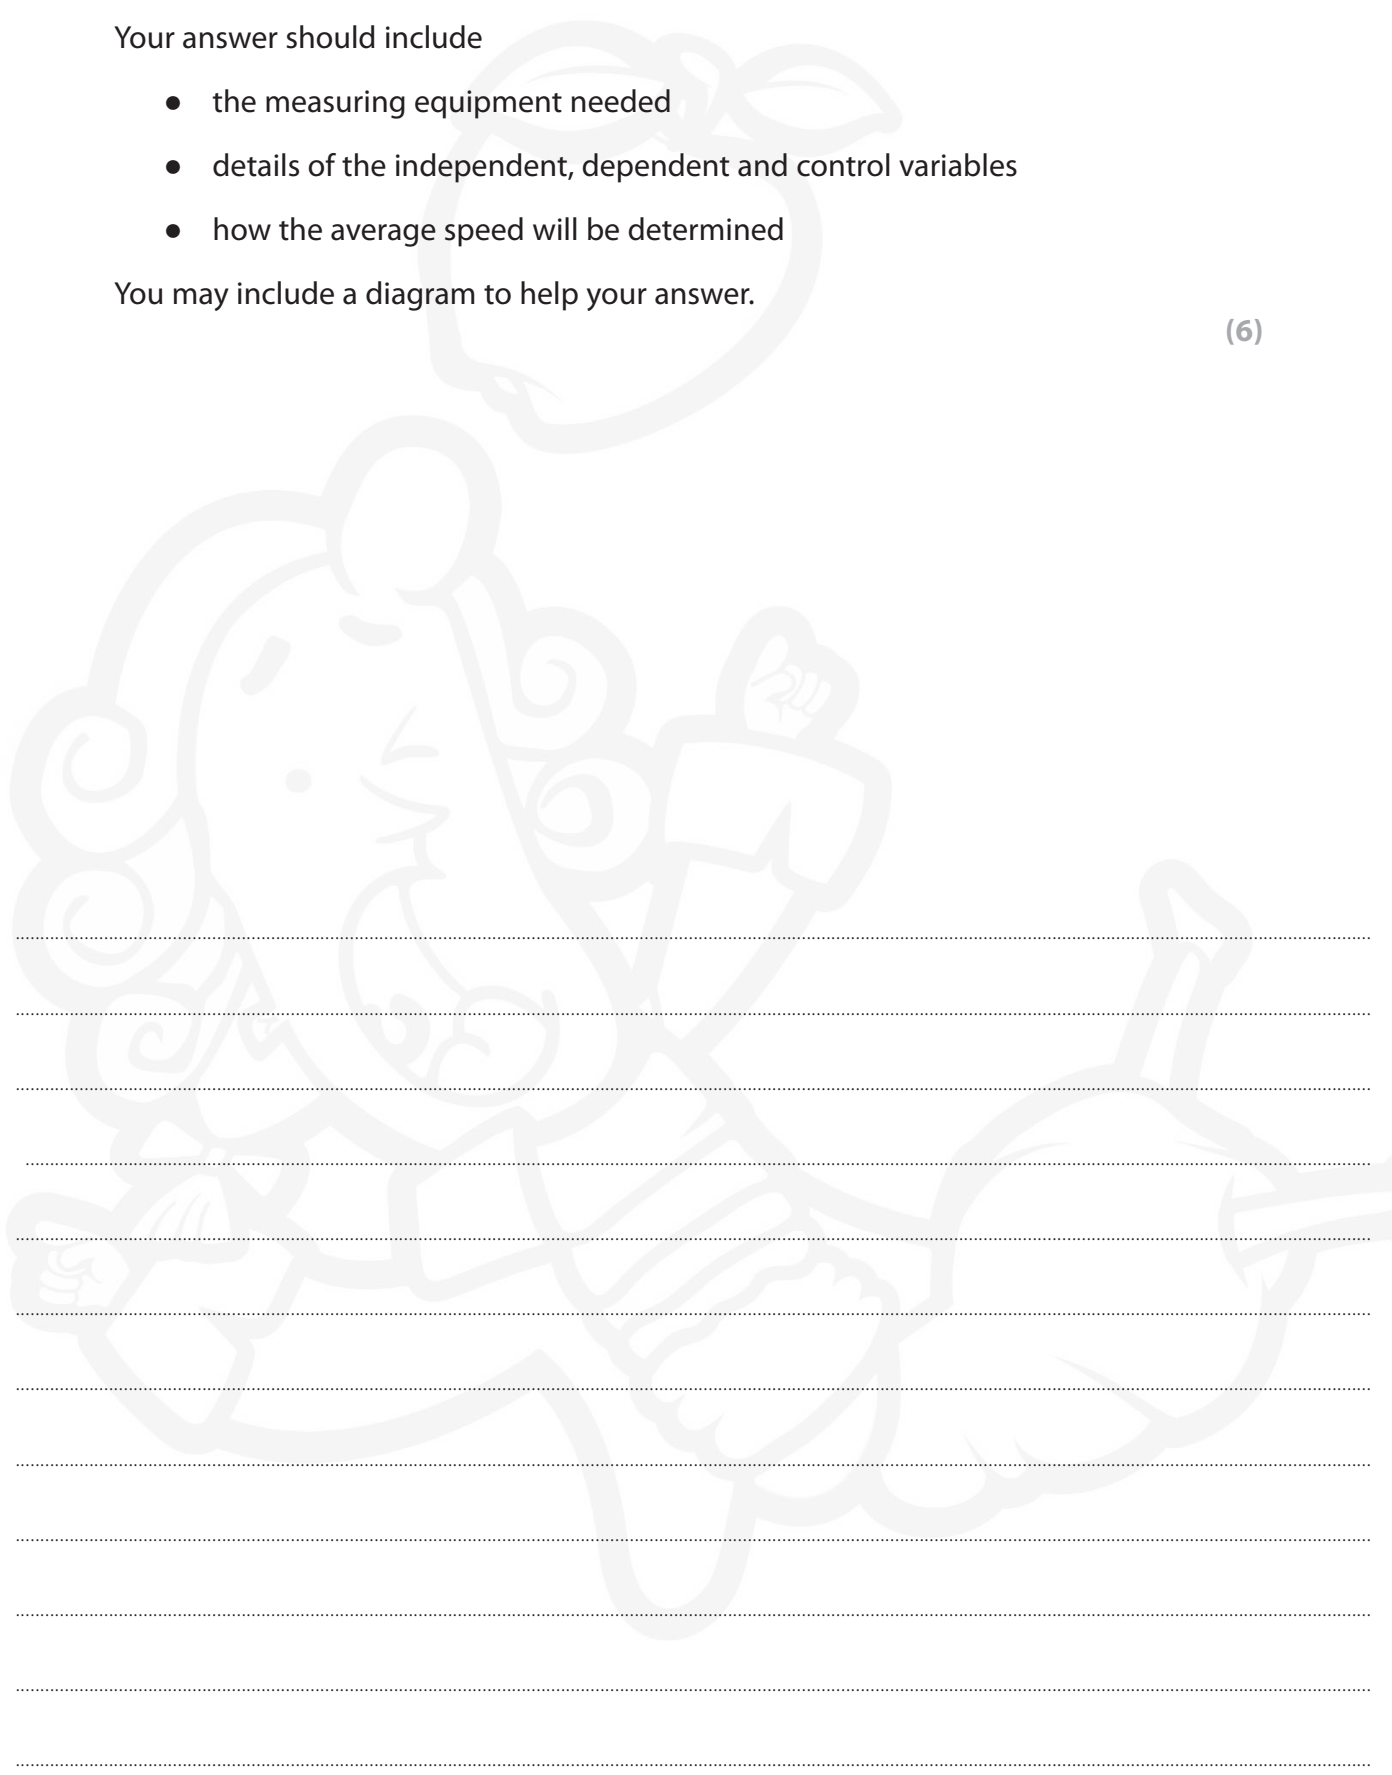 Your answer should include
● the measuring equipment needed
● details of the independent, dependent and control variables
● how the average speed will be determined
You may include a diagram to help your answer.
(6)